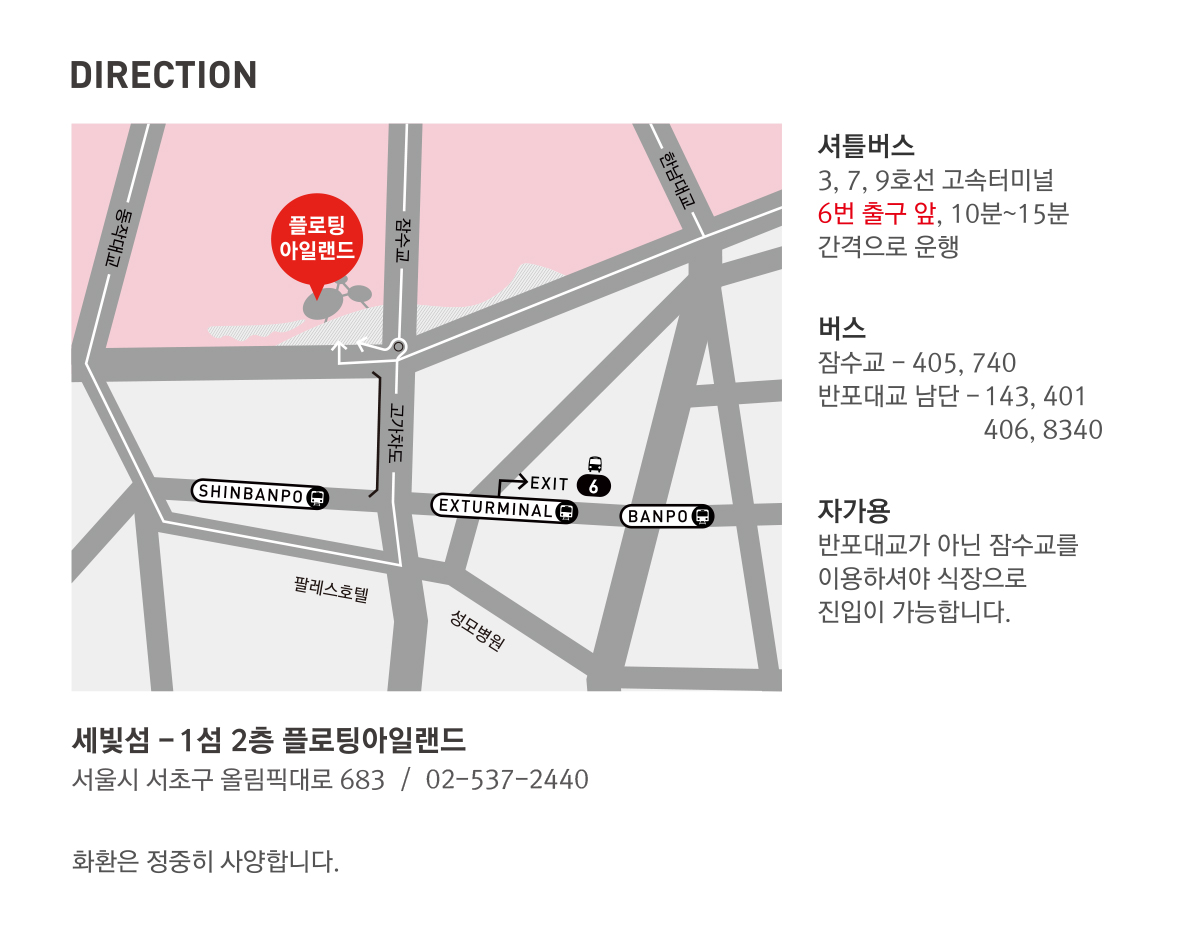 DIRECTION
동작대교
플로팅
아일랜드
잠수교
한남대교
고가차도
SHINBANPO
EXTURMINAL
EXIT 6
BANPO
팔레스호텔
성모병원
셔틀버스
3, 7, 9호선 고속터미널
6번 출구 앞, 10분~15분
간격으로 운행
버스
잠수교 - 405, 740
반포대교 남단 - 143, 401
406, 8340
자가용
반포대교가 아닌 잠수교를
이용하셔야 식장으로
진입이 가능합니다.
세빛섬 - 1섬 2층 플로팅아일랜드
서울시 서초구 올림픽대로 683 / 02-537-2440
화환은 정중히 사양합니다.